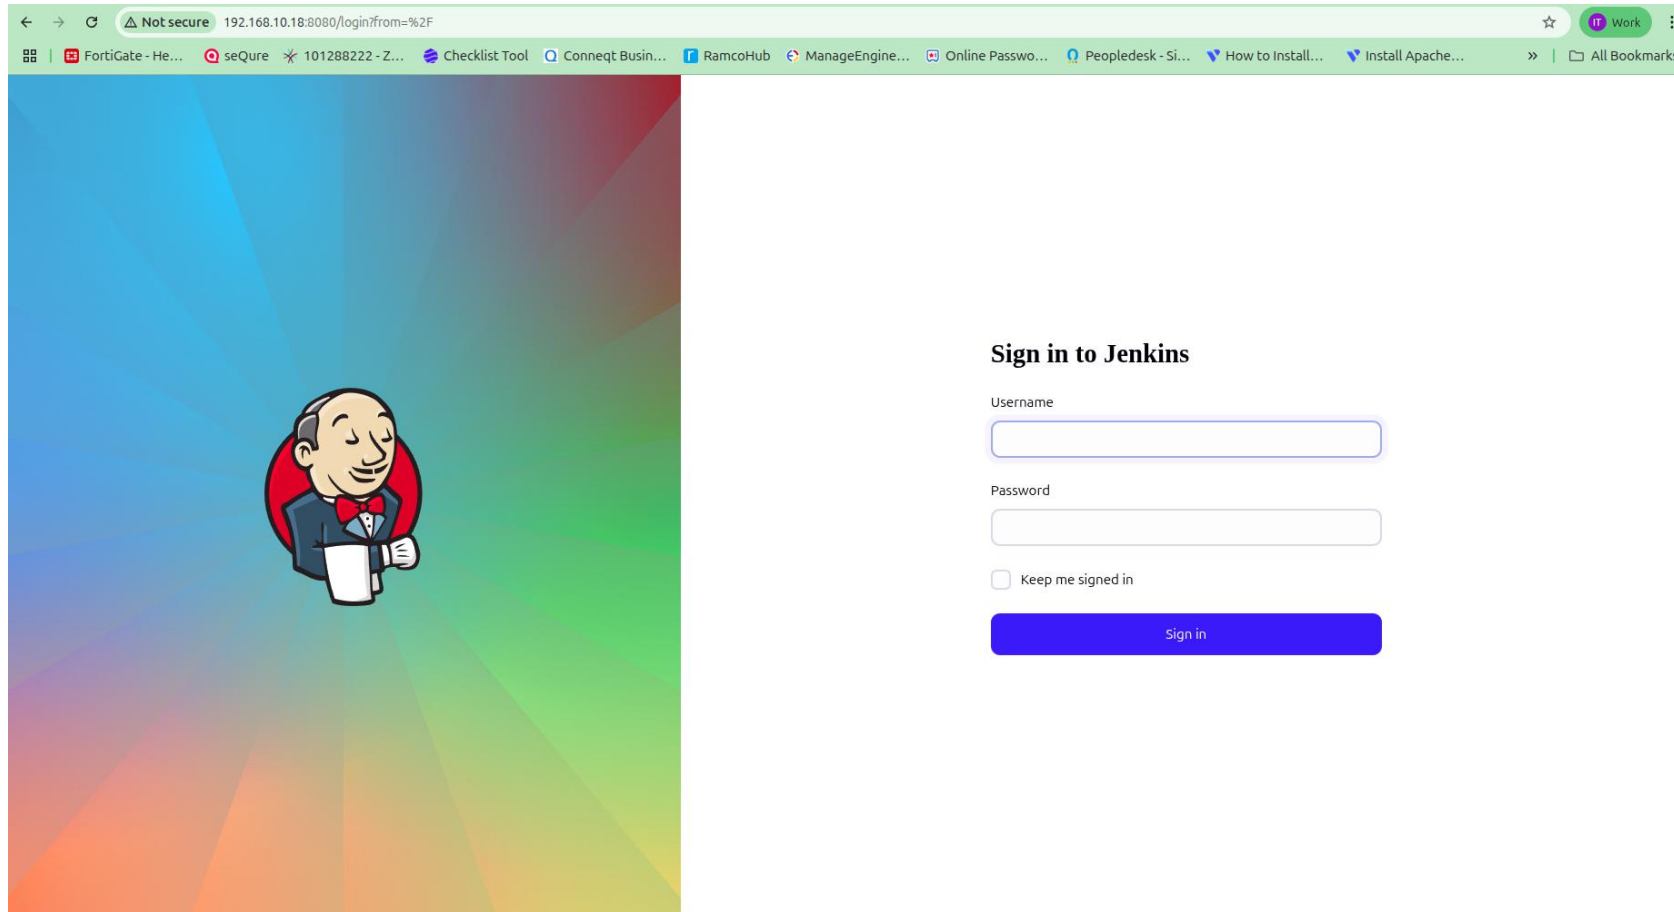 Not secure 192.168.10.18:8080/login?from=%2F IT Work
FortiGate - He... seQure 101288222 - Z... Checklist Tool Conneqt Busin... RamcoHub ManageEngine... Online Passwo... Peopledesk - Si... How to Install... Install Apache... » All Bookmarks
Sign in to Jenkins
Username
Password
Keep me signed in
Sign in